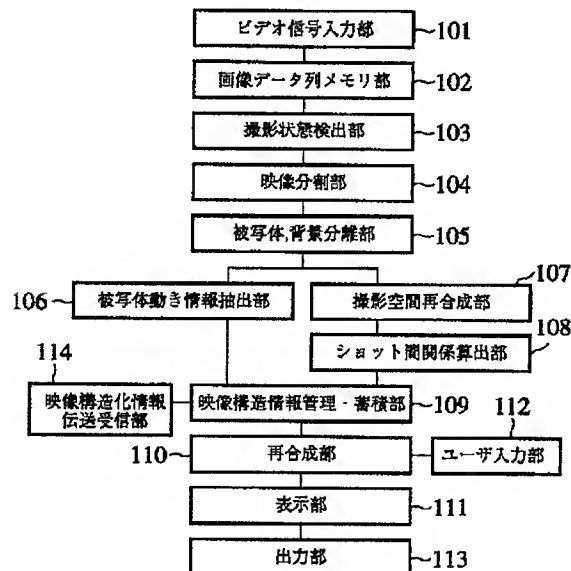 ビデオ信号入力部
101
画像データ列メモリ部
102
撮影状態検出部
103
映像分割部
104
被写体,背景分離部
105
106
被写体動き情報抽出部
撮影空間再合成部
107
ショット間関係算出部
108
114
映像構造化情報
伝送受信部
映像構造情報管理・蓄積部
109
112
110
再合成部
ユーザ入力部
表示部
111
出力部
113